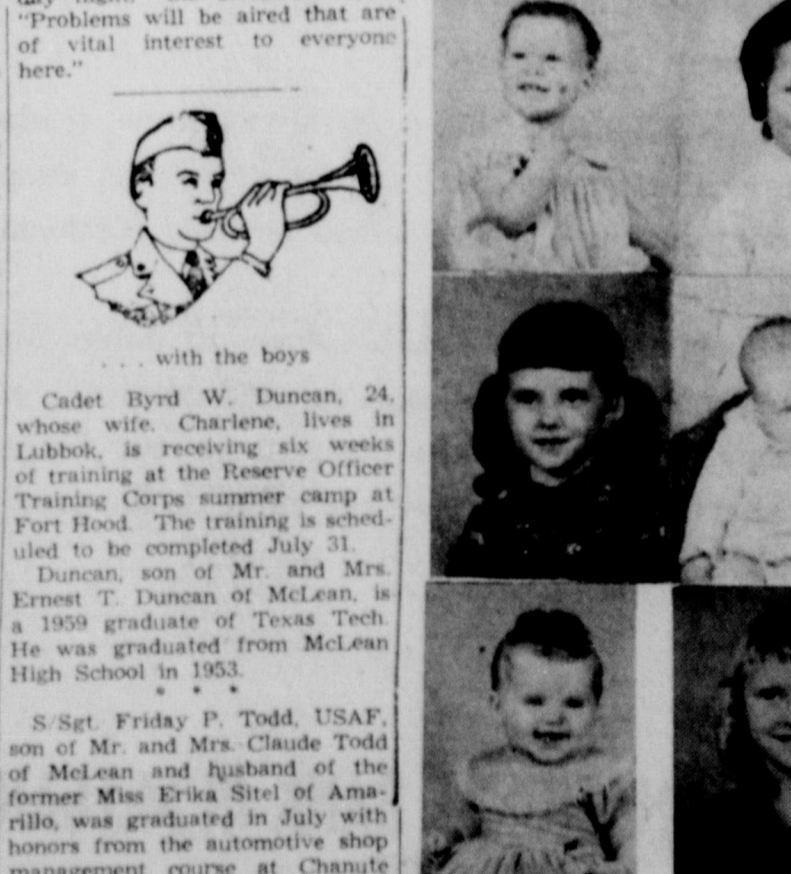 "Problems will be aired that are
of vital interest to everyone
here."
. . . with the boys
Cadet Byrd W. Duncan, 24,
whose wife, Charlene, lives in
Lubbok, is receiving six weeks
of training at the Reserve Officer
Training Corps summer camp at
Fort Hood. The training is sched-
uled to be completed July 31.
Duncan, son of Mr. and Mrs.
Ernest T. Duncan of McLean, is
a 1959 graduate of Texas Tech.
He was graduated from McLean
High School in 1953.
* * *
S/Sgt. Friday P. Todd, USAF,
son of Mr. and Mrs. Claude Todd
of McLean and husband of the
former Miss Erika Sitel of Ama-
rillo, was graduated in July with
honors from the automotive shop
management course at Chanute